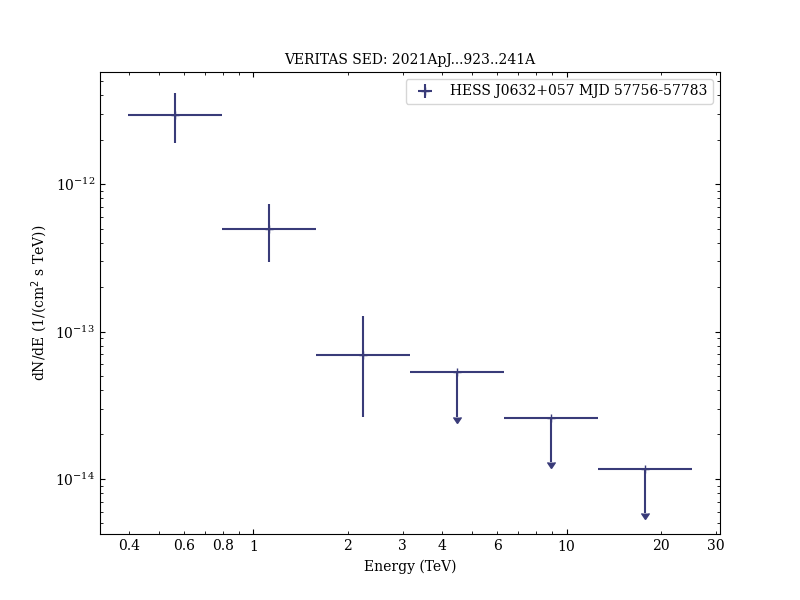 VERITAS SED: 2021ApJ...923..241A
HESS J0632+057 MJD 57756-57783
10⁻¹²
10⁻¹³
10⁻¹⁴
dN/dE (1/(cm² s TeV))
0.4 0.6 0.8 1 2 3 4 6 10 20 30
Energy (TeV)